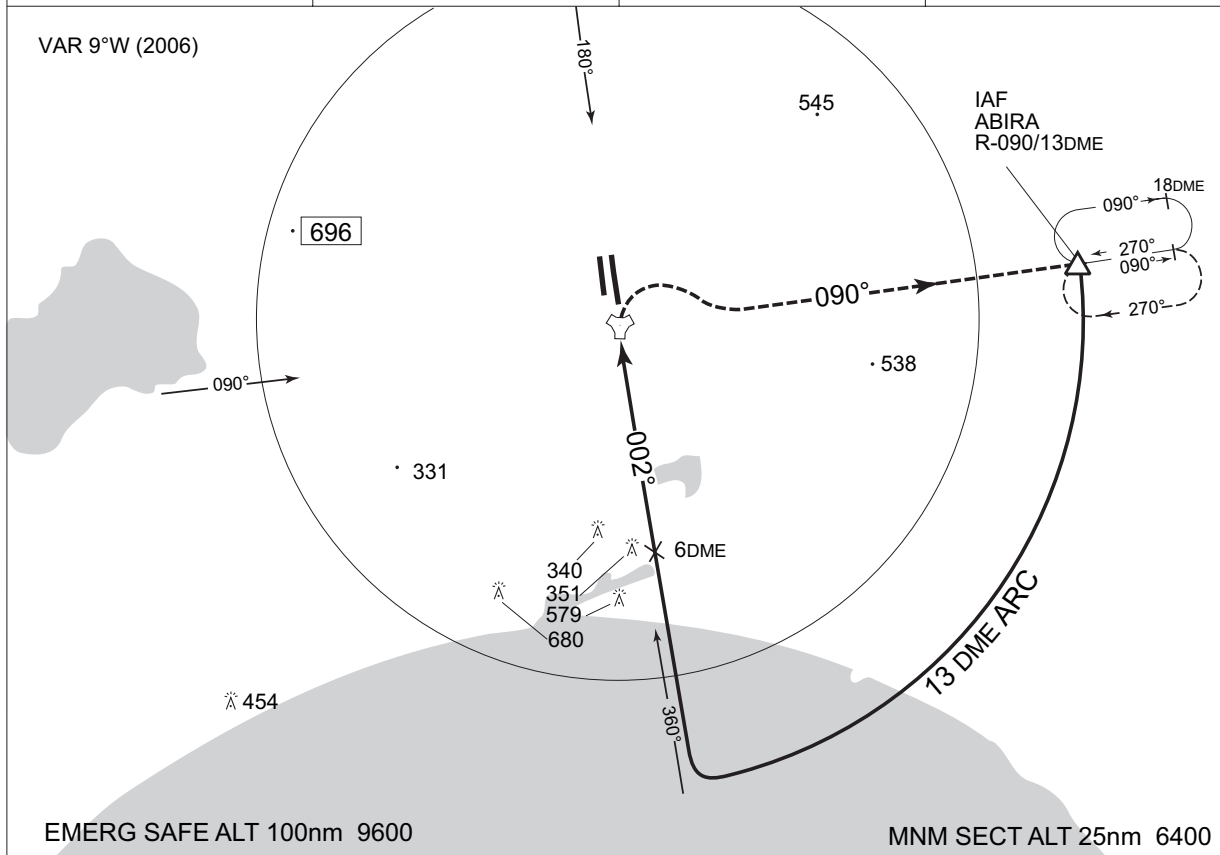 VAR 9°W (2006)
180°
545
IAF
ABIRA
R-090/13DME
18DME
090°
696
270°
090°
090°
270°
538
090°
002°
331
6DME
340
351
579
680
13 DME ARC
454
360°
EMERG SAFE ALT 100nm 9600
MNM SECT ALT 25nm 6400